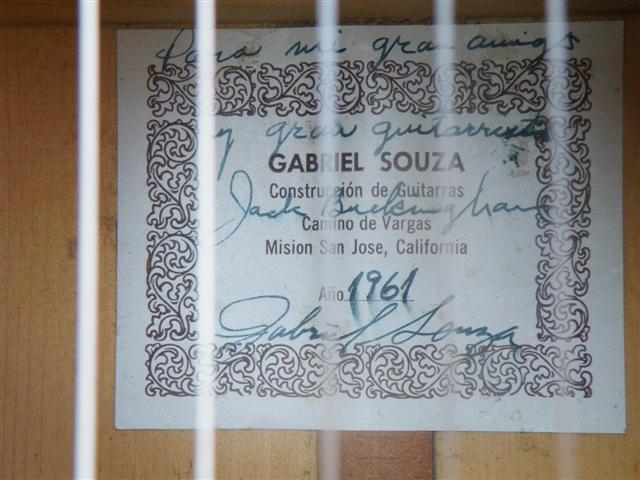 Para mi gran amigo
y gran guitarrista
GABRIEL SOUZA
Construcción de Guitarras
Jack Buckingham
Camino de Vargas
Mision San Jose, California
Año 1961
Gabriel Souza